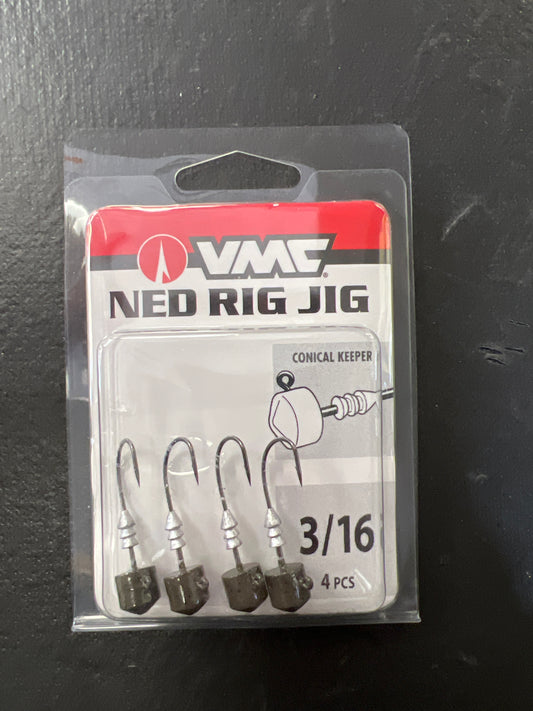 VMC®
NED RIG JIG
CONICAL KEEPER
3/16
4 PCS